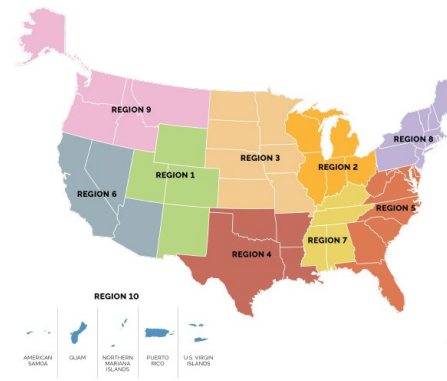 REGION 9
REGION 8
REGION 3
REGION 2
REGION 1
REGION 6
REGION 5
REGION 7
REGION 4
REGION 10
AMERICAN
SAMOA
GUAM
NORTHERN
MARIANA
ISLANDS
PUERTO
RICO
U.S. VIRGIN
ISLANDS